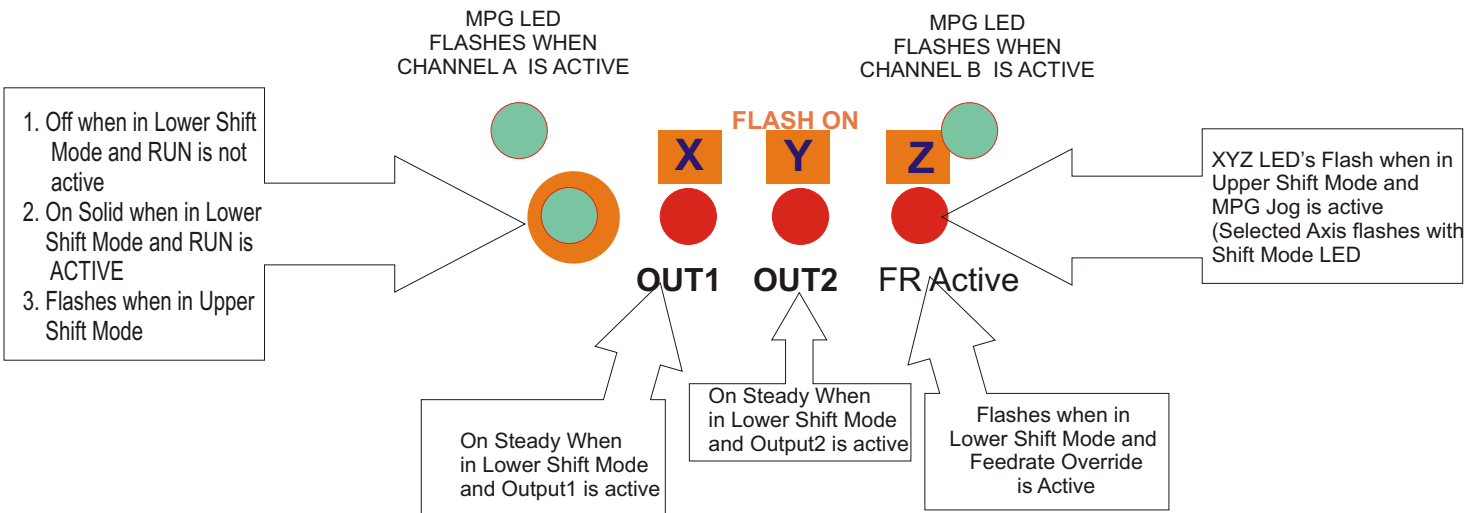 MPG LED
FLASHES WHEN
CHANNEL A IS ACTIVE
MPG LED
FLASHES WHEN
CHANNEL B IS ACTIVE
1. Off when in Lower Shift
Mode and RUN is not
active
2. On Solid when in Lower
Shift Mode and RUN is
ACTIVE
3. Flashes when in Upper
Shift Mode
FLASH ON
X
Y
Z
OUT1
OUT2
FR Active
XYZ LED's Flash when in
Upper Shift Mode and
MPG Jog is active
(Selected Axis flashes with
Shift Mode LED
On Steady When
in Lower Shift Mode
and Output1 is active
On Steady When
in Lower Shift Mode
and Output2 is active
Flashes when in
Lower Shift Mode and
Feedrate Override
is Active